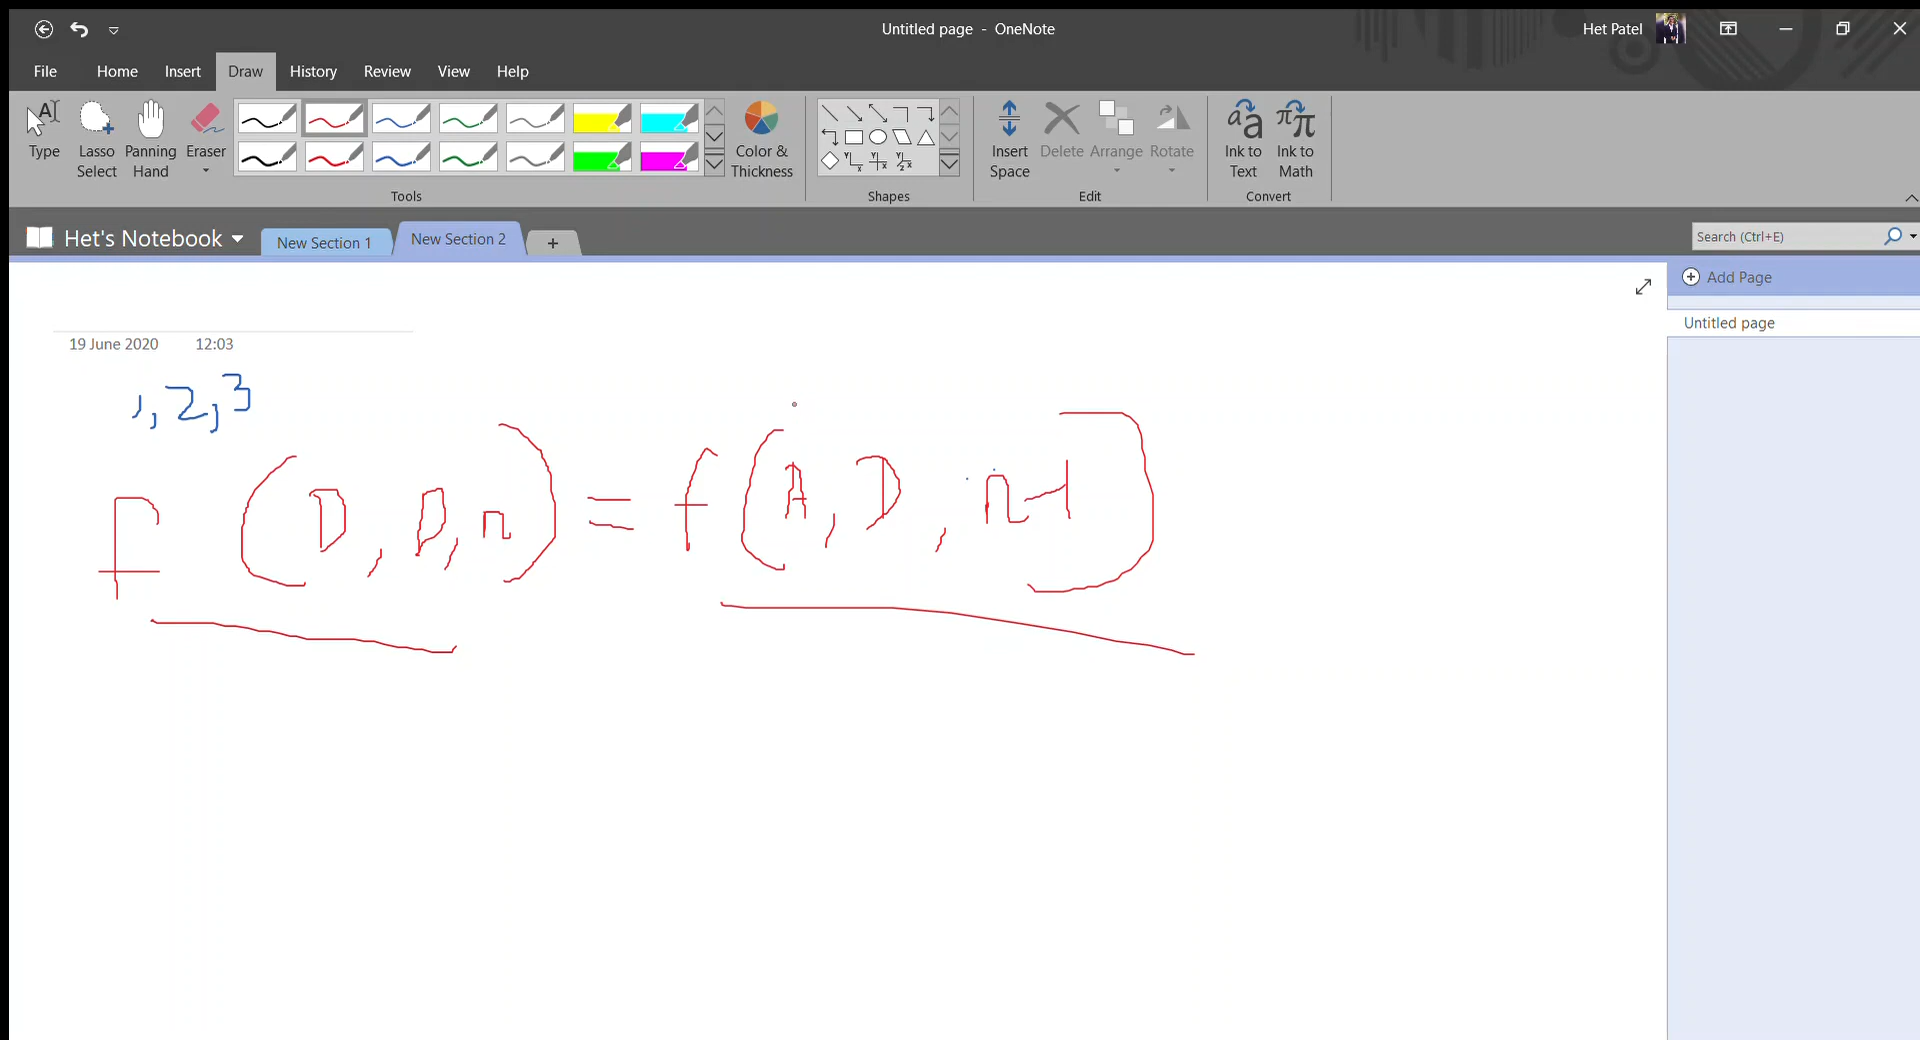 Untitled page - OneNote
Het Patel
File Home Insert Draw History Review View Help
Type
Lasso Select
Panning Hand
Eraser
Color & Thickness
Insert Space
Delete
Arrange
Rotate
Ink to Text
Ink to Math
Tools
Shapes
Edit
Convert
Het's Notebook
New Section 1
New Section 2
+
Search (Ctrl+E)
Add Page
Untitled page
19 June 2020 12:03
1, 2, 3
f (D, D, n) = f (A, D, n-1)